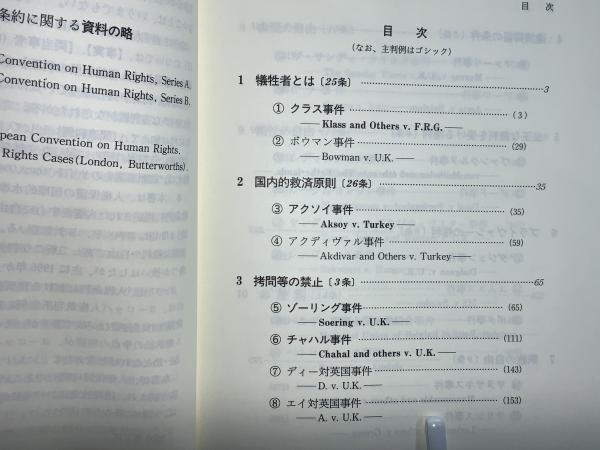 条約に関する資料の略
Convention on Human Rights, Series A.
Convention on Human Rights, Series B.
pean Convention on Human Rights.
Rights Cases (London, Butterworths).
目 次
目 次
(なお、主判例はゴシック)
1 犠牲者とは〔25条〕 3
① クラス事件 (3)
Klass and Others v. F.R.G.
② ボウマン事件 (29)
Bowman v. U.K.
2 国内的救済原則〔26条〕 35
③ アクソイ事件 (35)
Aksoy v. Turkey
④ アクディヴァル事件 (59)
Akdivar and Others v. Turkey
3 拷問等の禁止〔3条〕 65
⑤ ゾーリング事件 (65)
Soering v. U.K.
⑥ チャハル事件 (111)
Chahal and others v. U.K.
⑦ ディー対英国事件 (143)
D. v. U.K.
⑧ エイ対英国事件 (153)
A. v. U.K.